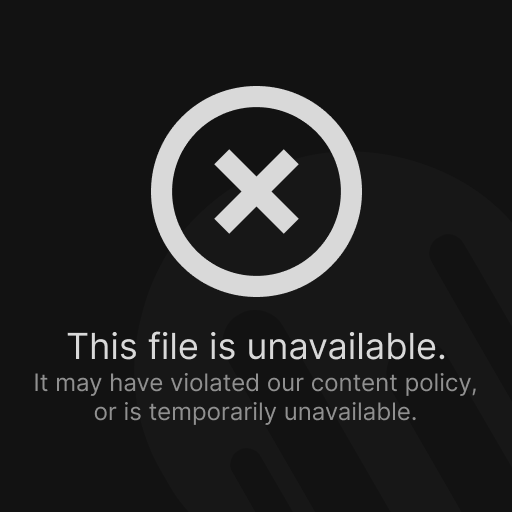 This file is unavailable.
It may have violated our content policy,
or is temporarily unavailable.